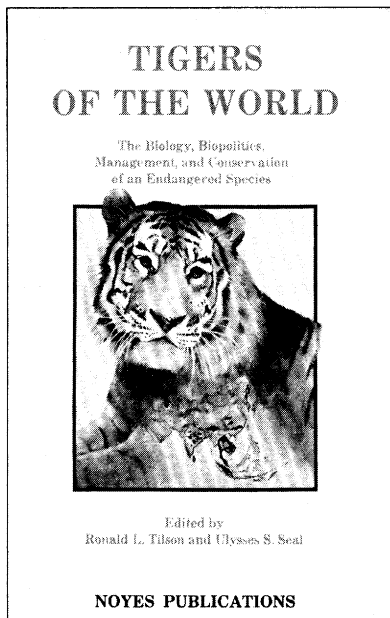 TIGERS
OF THE WORLD
The Biology, Biopolitics,
Management, and Conservation
of an Endangered Species
Edited by
Ronald L. Tilson and Ulysses S. Seal
NOYES PUBLICATIONS